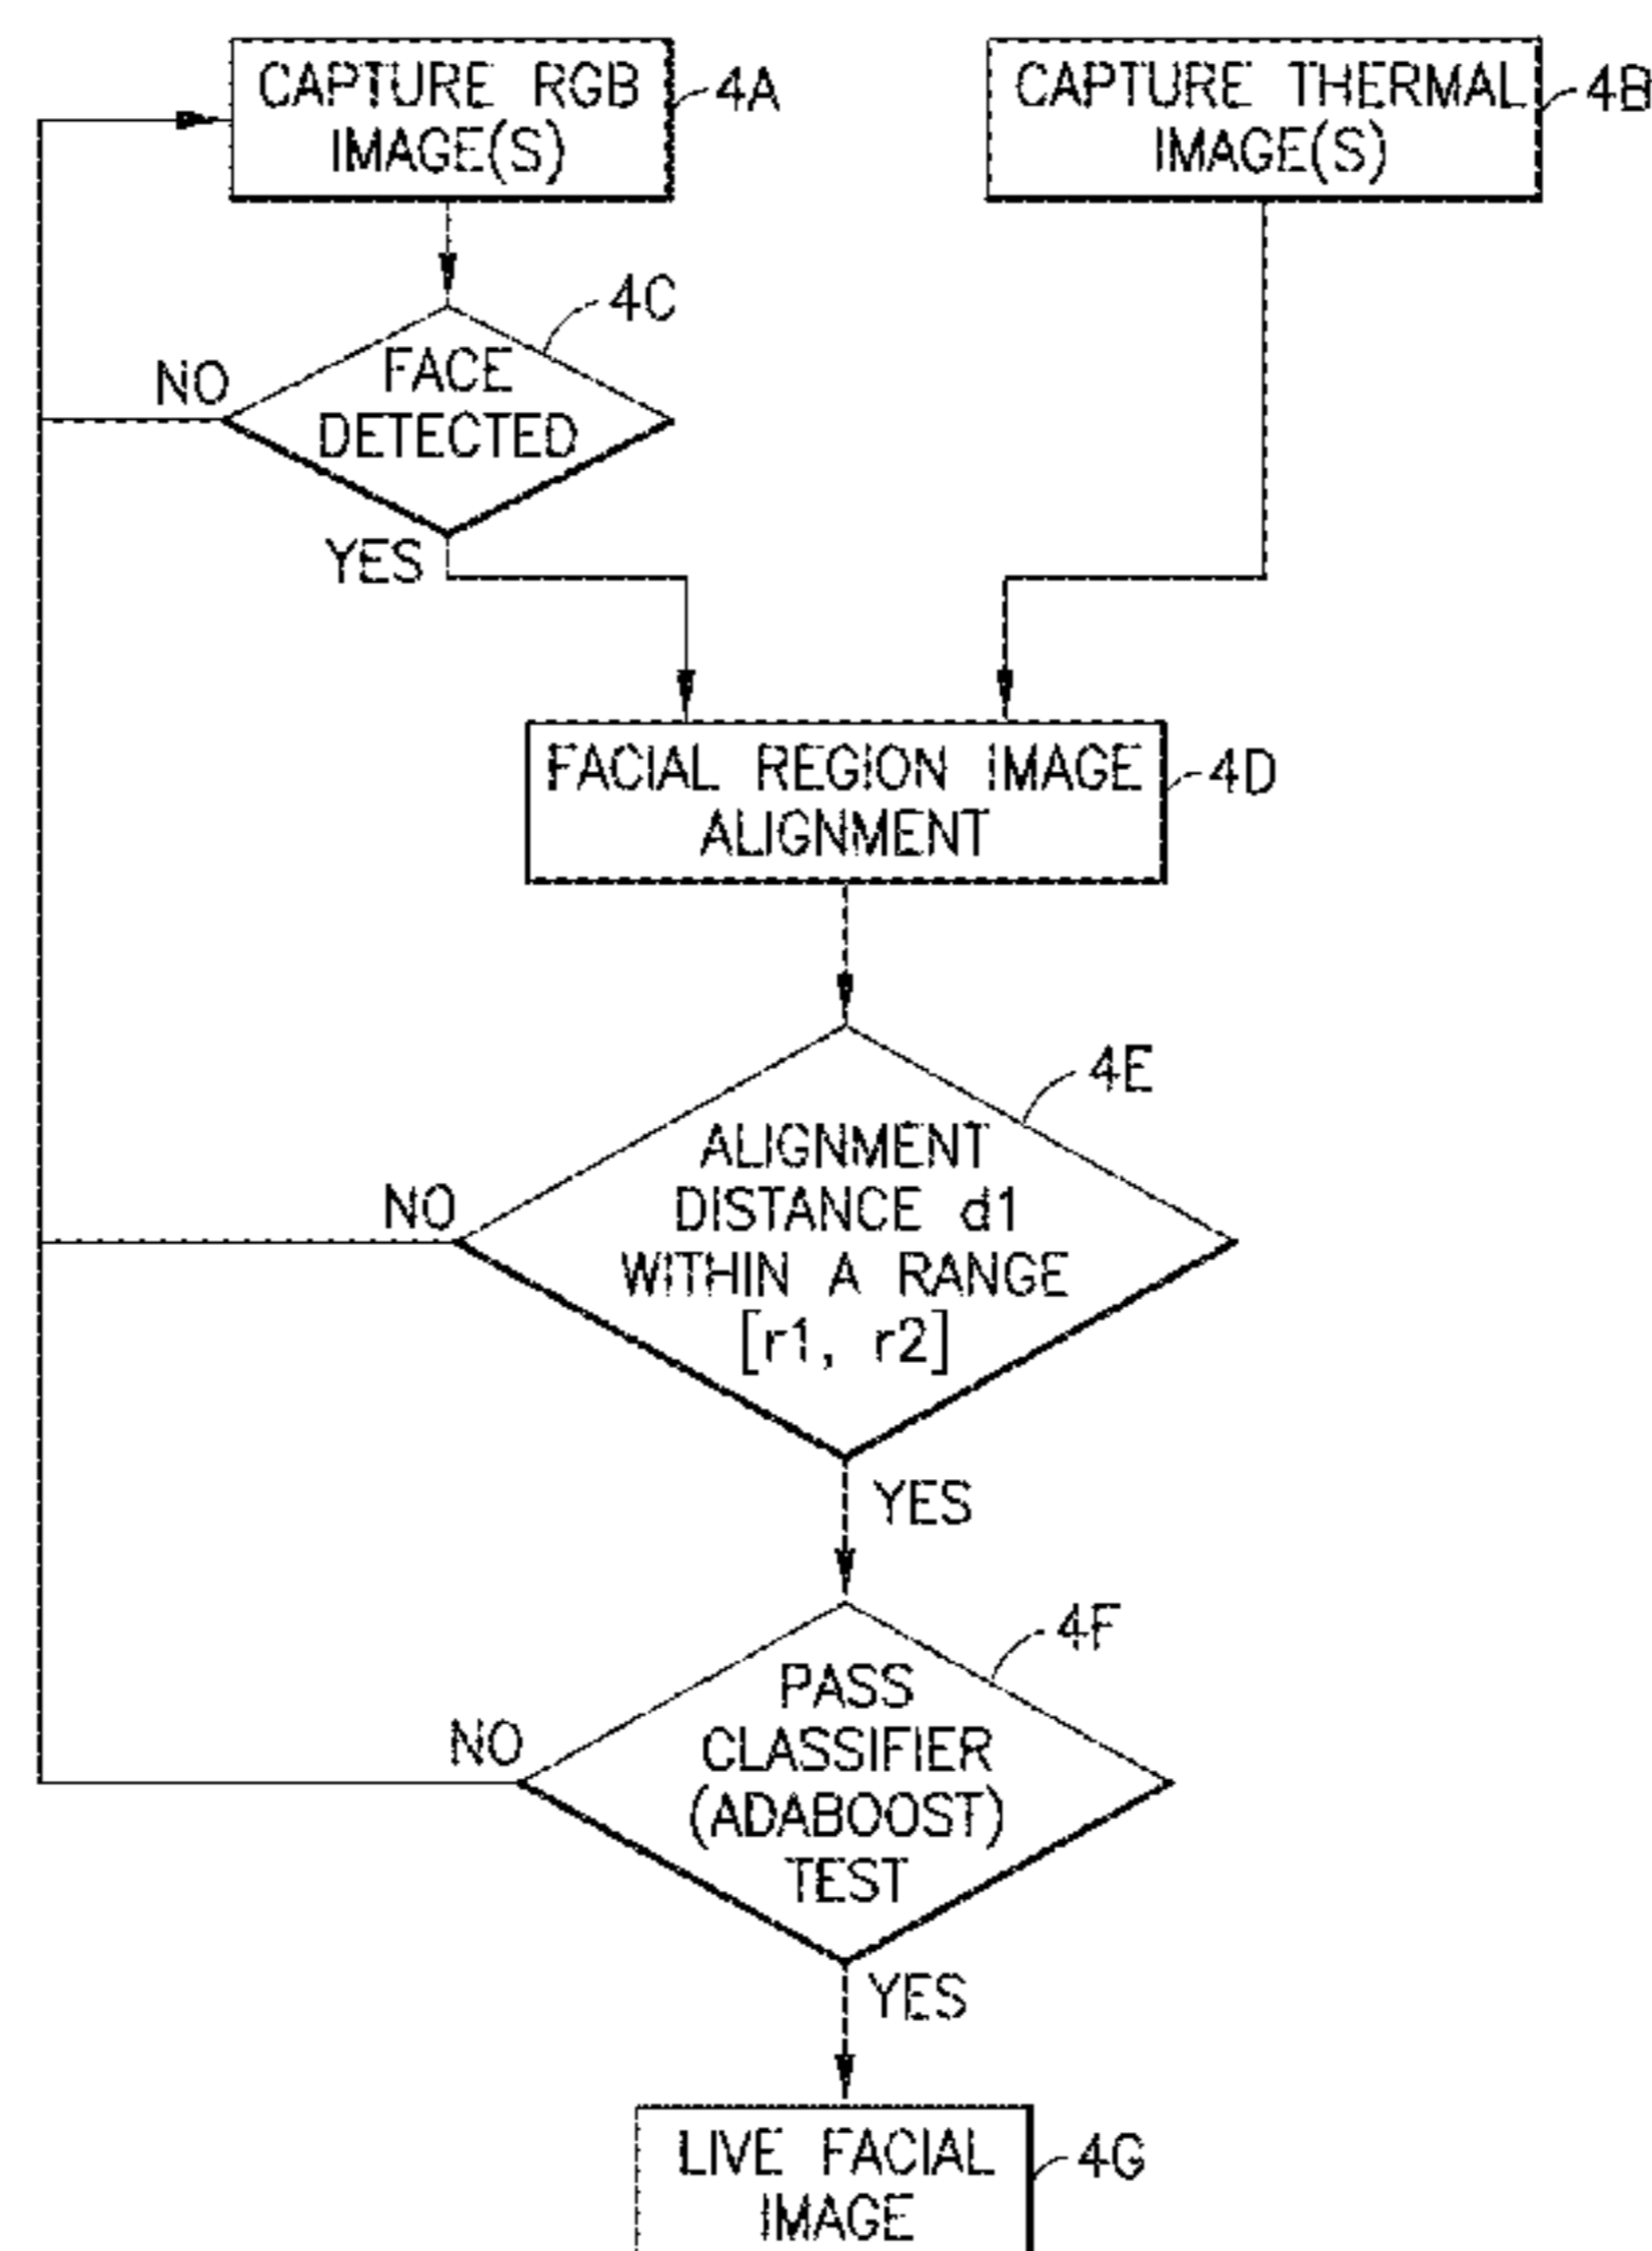 CAPTURE RGB
IMAGE(S)
4A
CAPTURE THERMAL
IMAGE(S)
4B
4C
FACE
DETECTED
NO
YES
FACIAL REGION IMAGE
ALIGNMENT
4D
4E
ALIGNMENT
DISTANCE d1
WITHIN A RANGE
[r1, r2]
NO
YES
4F
PASS
CLASSIFIER
(ADABOOST)
TEST
NO
YES
LIVE FACIAL
IMAGE
4G